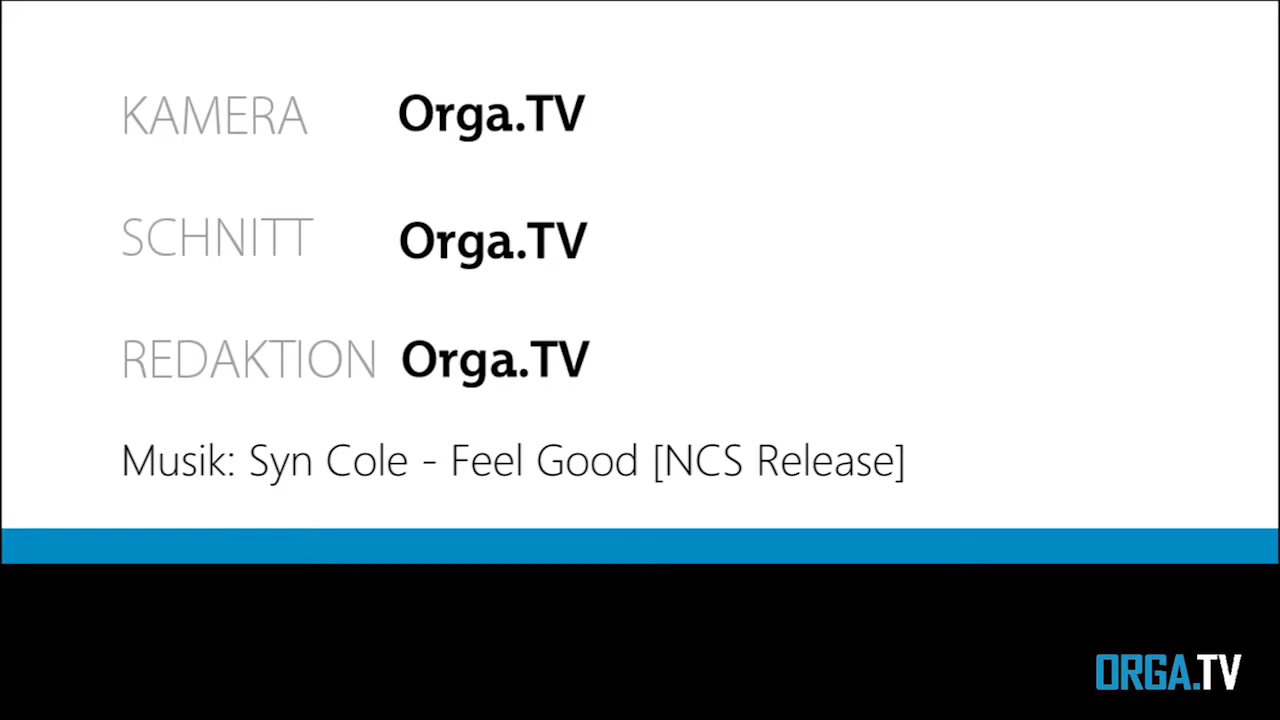 KAMERA Orga.TV
SCHNITT Orga.TV
REDAKTION Orga.TV
Musik: Syn Cole - Feel Good [NCS Release]
ORGA.TV